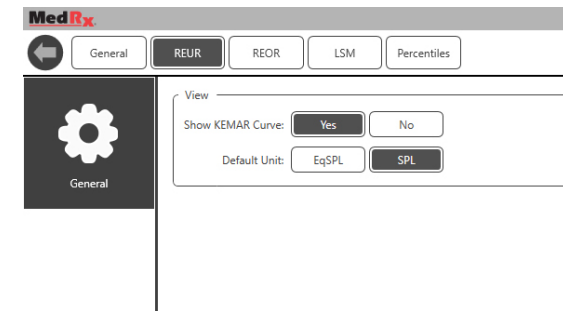 MedRx
General REUR REOR LSM Percentiles
View
Show KEMAR Curve: Yes No
Default Unit: EqSPL SPL
General